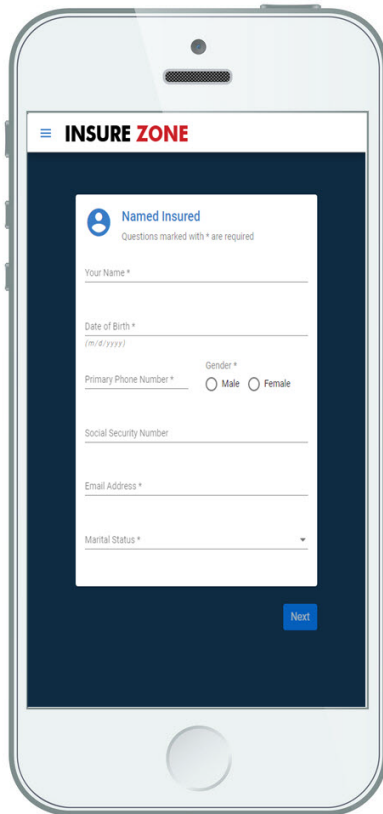 INSURE ZONE
Named Insured
Questions marked with * are required
Your Name *
Date of Birth *
(m/d/yyyy)
Primary Phone Number *
Gender *
Male Female
Social Security Number
Email Address *
Marital Status *
Next